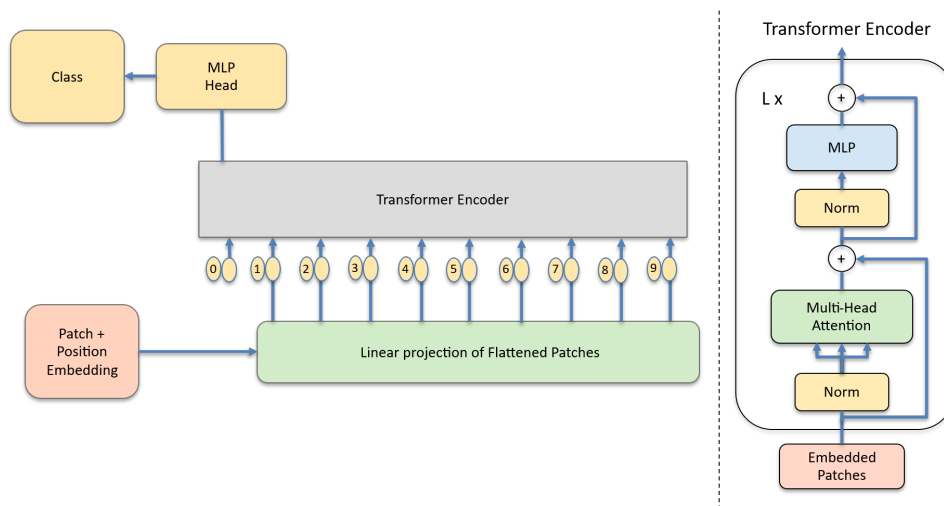 Class
MLP
Head
Transformer Encoder
0 1 2 3 4 5 6 7 8 9
Patch +
Position
Embedding
Linear projection of Flattened Patches
Transformer Encoder
L x
+
MLP
Norm
+
Multi-Head
Attention
Norm
Embedded
Patches